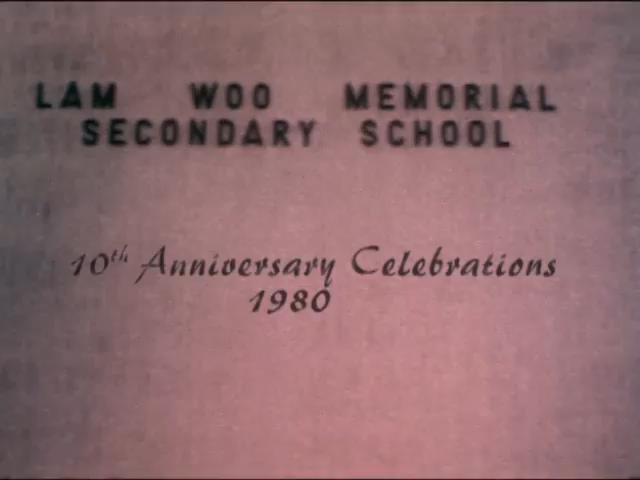 LAM WOO MEMORIAL
SECONDARY SCHOOL
10th Anniversary Celebrations
1980